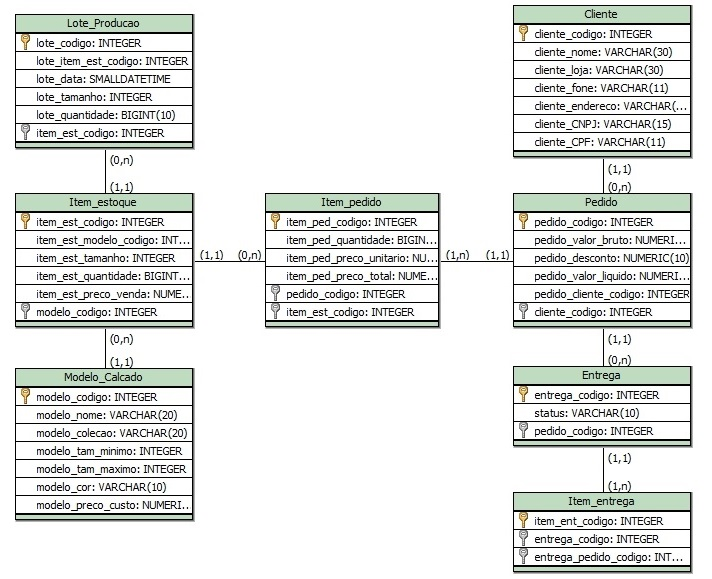 Lote_Producao
lote_codigo: INTEGER
lote_item_est_codigo: INTEGER
lote_data: SMALLDATETIME
lote_tamanho: INTEGER
lote_quantidade: BIGINT(10)
item_est_codigo: INTEGER
(0,n)
(1,1)
Item_estoque
item_est_codigo: INTEGER
item_est_modelo_codigo: INT...
item_est_tamanho: INTEGER
item_est_quantidade: BIGINT...
item_est_preco_venda: NUME...
modelo_codigo: INTEGER
(0,n)
(1,1)
Modelo_Calcado
modelo_codigo: INTEGER
modelo_nome: VARCHAR(20)
modelo_colecao: VARCHAR(20)
modelo_tam_minimo: INTEGER
modelo_tam_maximo: INTEGER
modelo_cor: VARCHAR(10)
modelo_preco_custo: NUMERI...
(1,1) (0,n)
Item_pedido
item_ped_codigo: INTEGER
item_ped_quantidade: BIGIN...
item_ped_preco_unitario: NU...
item_ped_preco_total: NUME...
pedido_codigo: INTEGER
item_est_codigo: INTEGER
(1,n) (1,1)
Cliente
cliente_codigo: INTEGER
cliente_nome: VARCHAR(30)
cliente_loja: VARCHAR(30)
cliente_fone: VARCHAR(11)
cliente_endereco: VARCHAR(...
cliente_CNPJ: VARCHAR(15)
cliente_CPF: VARCHAR(11)
(1,1)
(0,n)
Pedido
pedido_codigo: INTEGER
pedido_valor_bruto: NUMERI...
pedido_desconto: NUMERIC(10)
pedido_valor_liquido: NUMERI...
pedido_cliente_codigo: INTEGER
cliente_codigo: INTEGER
(1,1)
(0,n)
Entrega
entrega_codigo: INTEGER
status: VARCHAR(10)
pedido_codigo: INTEGER
(1,1)
(1,n)
Item_entrega
item_ent_codigo: INTEGER
entrega_codigo: INTEGER
entrega_pedido_codigo: INT...